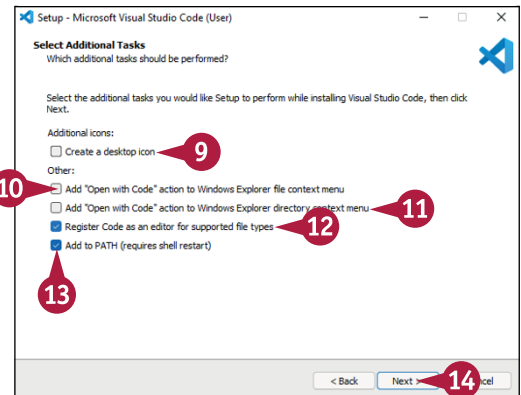 Setup - Microsoft Visual Studio Code (User)
Select Additional Tasks
Which additional tasks should be performed?
Select the additional tasks you would like Setup to perform while installing Visual Studio Code, then click
Next.
Additional icons:
Create a desktop icon 9
Other:
10 Add "Open with Code" action to Windows Explorer file context menu
Add "Open with Code" action to Windows Explorer directory context menu 11
Register Code as an editor for supported file types 12
Add to PATH (requires shell restart)
13
< Back Next > 14